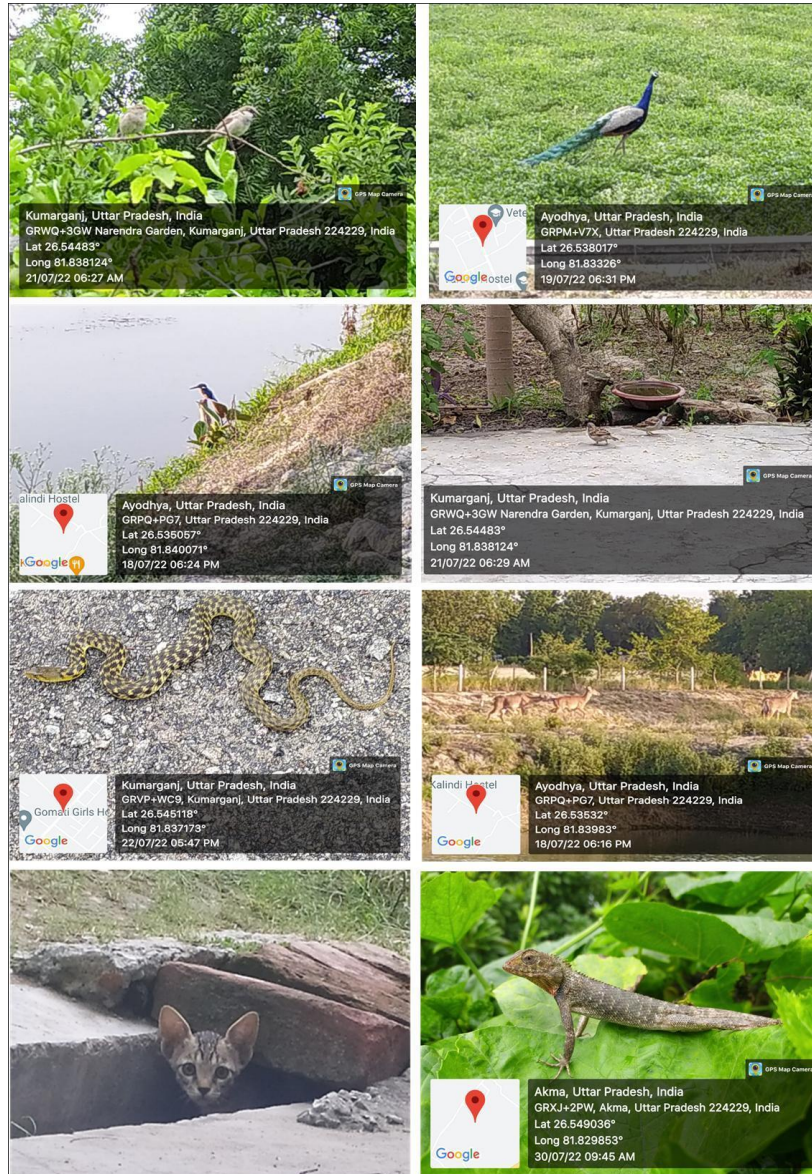 GPS Map Camera
Kumarganj, Uttar Pradesh, India
GRWQ+3GW Narendra Garden, Kumarganj, Uttar Pradesh 224229, India
Lat 26.54483°
Long 81.838124°
21/07/22 06:27 AM
GPS Map Camera
Vete
Google
ostel
Ayodhya, Uttar Pradesh, India
GRPM+V7X, Uttar Pradesh 224229, India
Lat 26.538017°
Long 81.83326°
19/07/22 06:31 PM
GPS Map Camera
alindi Hostel
Google
Ayodhya, Uttar Pradesh, India
GRPQ+PG7, Uttar Pradesh 224229, India
Lat 26.535057°
Long 81.840071°
18/07/22 06:24 PM
GPS Map Camera
Kumarganj, Uttar Pradesh, India
GRWQ+3GW Narendra Garden, Kumarganj, Uttar Pradesh 224229, India
Lat 26.54483°
Long 81.838124°
21/07/22 06:29 AM
GPS Map Camera
Gomati Girls Ho
Google
Kumarganj, Uttar Pradesh, India
GRVP+WC9, Kumarganj, Uttar Pradesh 224229, India
Lat 26.545118°
Long 81.837173°
22/07/22 05:47 PM
GPS Map Camera
Kalindi Hostel
Google
Ayodhya, Uttar Pradesh, India
GRPQ+PG7, Uttar Pradesh 224229, India
Lat 26.53532°
Long 81.83983°
18/07/22 06:16 PM
GPS Map Camera
Google
Akma, Uttar Pradesh, India
GRXJ+2PW, Akma, Uttar Pradesh 224229, India
Lat 26.549036°
Long 81.829853°
30/07/22 09:45 AM